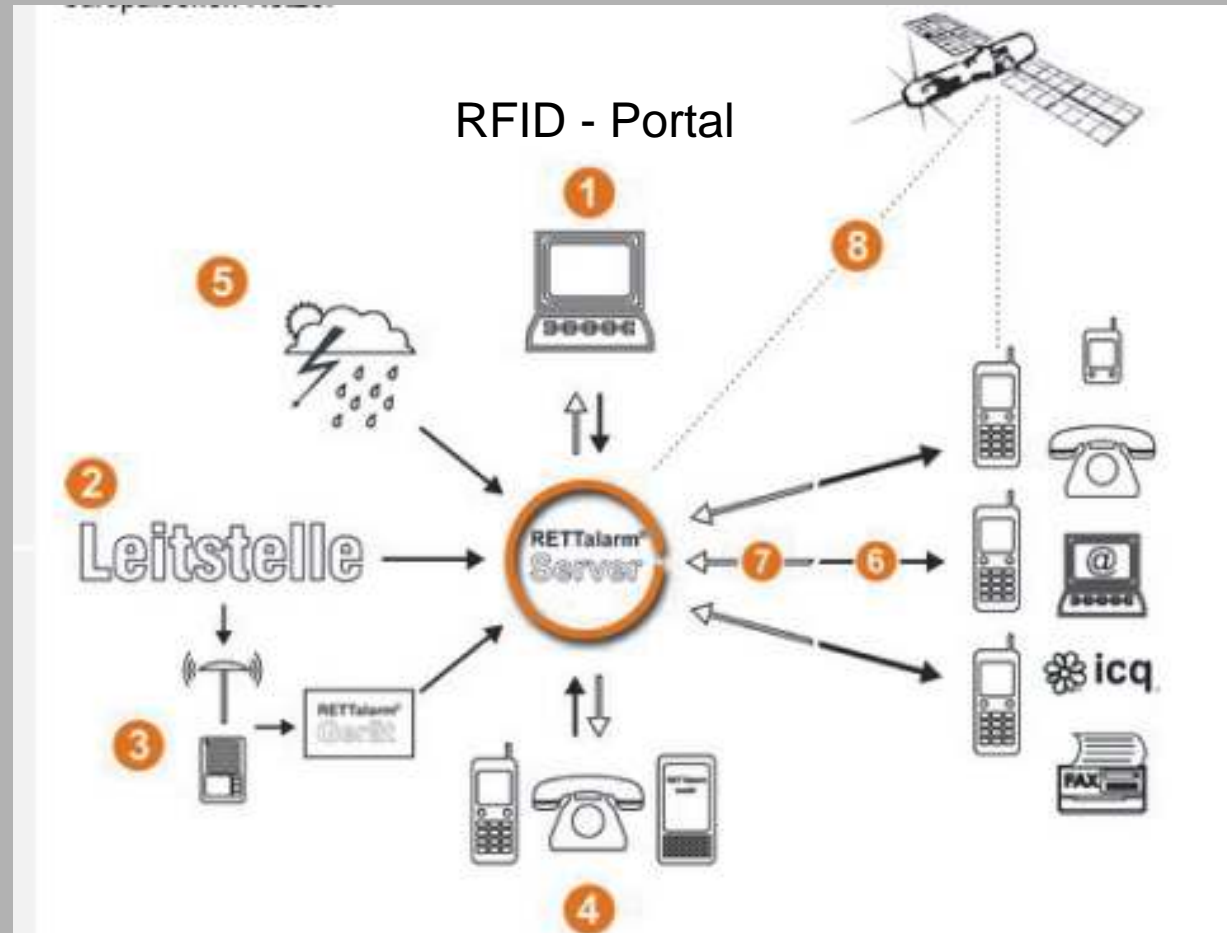 RFID - Portal
1
8
5
2
Leitstelle
RETTalarm®
Server
7
6
@
icq
3
RETTalarm®
Gerät
FAX
4